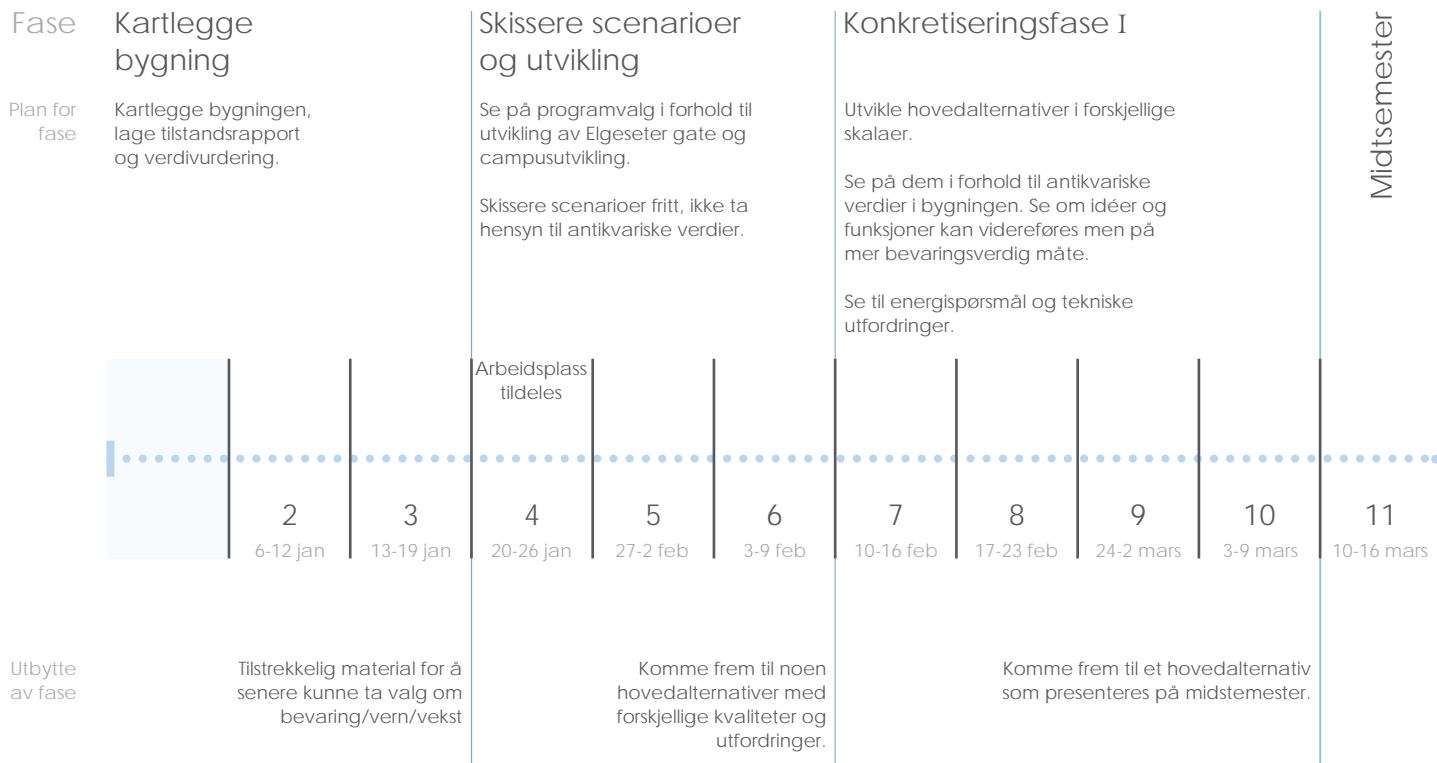 Fase
Kartlegge
bygning
Skissere scenarioer
og utvikling
Konkretiseringsfase I
Midtsemester
Plan for
fase
Kartlegge bygningen,
lage tilstandsrapport
og verdivurdering.
Se på programvalg i forhold til
utvikling av Elgeseter gate og
campusutvikling.
Skissere scenarioer fritt, ikke ta
hensyn til antikvariske verdier.
Utvikle hovedalternativer i forskjellige
skalaer.
Se på dem i forhold til antikvariske
verdier i bygningen. Se om idéer og
funksjoner kan videreføres men på
mer bevaringsverdig måte.
Se til energispørsmål og tekniske
utfordringer.
Arbeidsplass
tildeles
2 3 4 5 6 7 8 9 10 11
6-12 jan 13-19 jan 20-26 jan 27-2 feb 3-9 feb 10-16 feb 17-23 feb 24-2 mars 3-9 mars 10-16 mars
Utbytte
av fase
Tilstrekkelig material for å
senere kunne ta valg om
bevaring/vern/vekst
Komme frem til noen
hovedalternativer med
forskjellige kvaliteter og
utfordringer.
Komme frem til et hovedalternativ
som presenteres på midstemester.